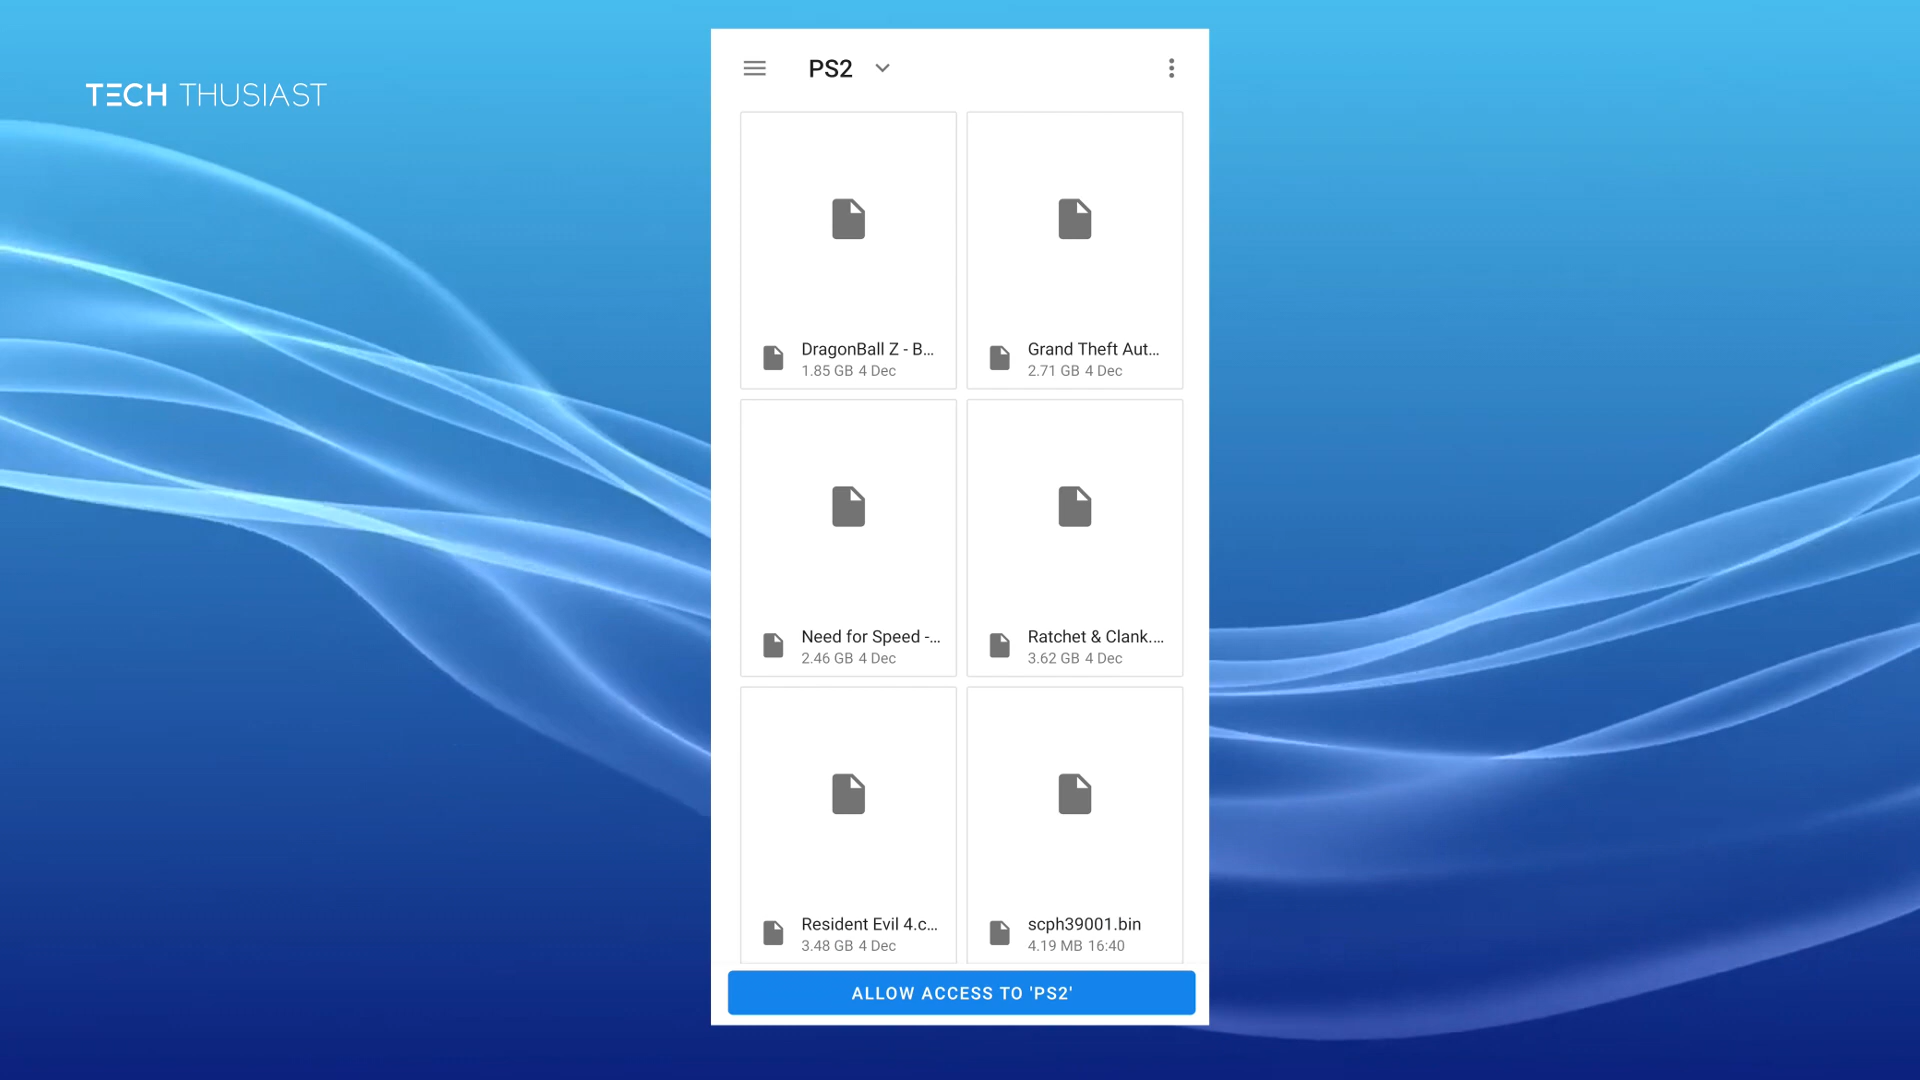 TECH THUSIAST
PS2
DragonBall Z - B...
1.85 GB 4 Dec
Grand Theft Aut...
2.71 GB 4 Dec
Need for Speed -...
2.46 GB 4 Dec
Ratchet & Clank....
3.62 GB 4 Dec
Resident Evil 4.c...
3.48 GB 4 Dec
scph39001.bin
4.19 MB 16:40
ALLOW ACCESS TO 'PS2'